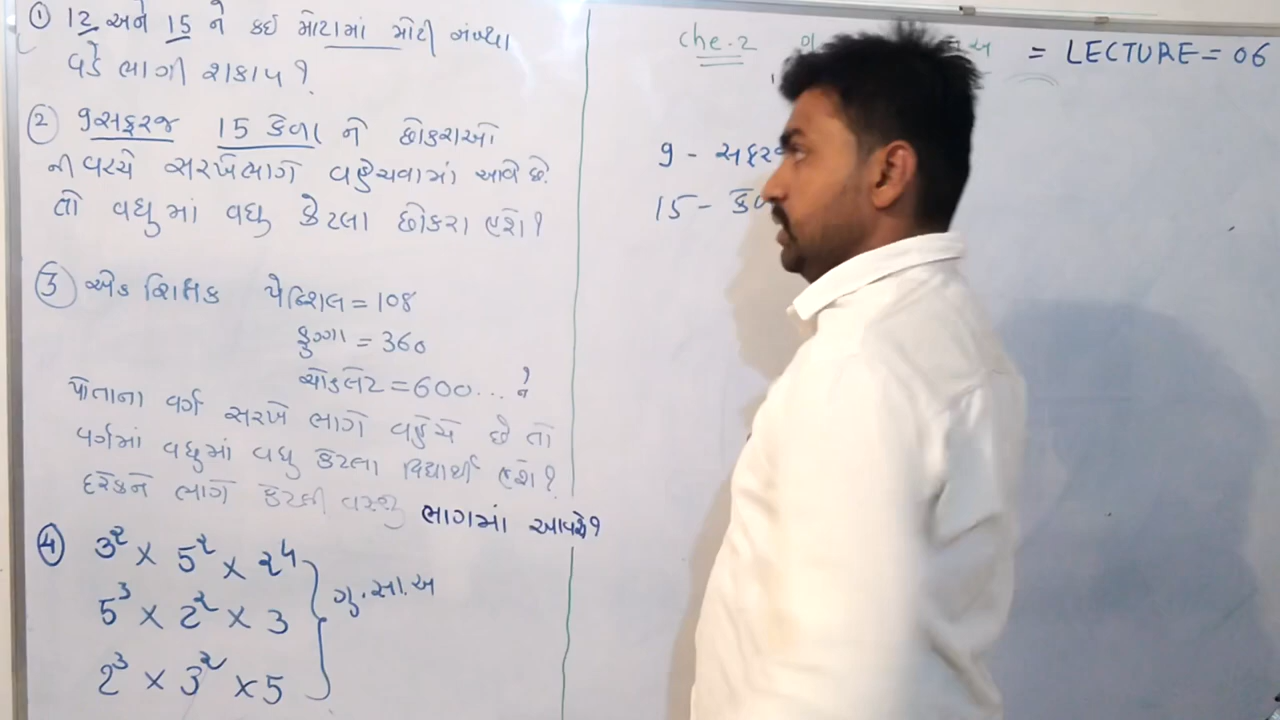 ① 12 અને 15 ને કઇ મોટામાં મોટી સંખ્યા
વડે ભાગી શકાય ?
② 9 સફરજ 15 કેળા ને છોકરાઓ
ની વચ્ચે સરખેભાગે વહેચવામાં આવે છે.
તો વધુ માં વધુ કેટલા છોકરા હશે ?
③ એક શિક્ષક પેન્સિલ = 108
ફુગ્ગા = 360
ચોકલેટ = 600... ને
પોતાના વર્ગ સરખે ભાગે વહેચે છે તો
વર્ગમાં વધુમાં વધુ કેટલા વિદ્યાર્થી હશે ?
દરેકને ભાગે કેટલી વસ્તુ ભાગમાં આવશે ?
④ 3² × 5² × 2⁴
5³ × 2² × 3 } ગુ.સા.અ
2³ × 3² × 5
che. 2 = LECTURE = 06
9 -
15 -